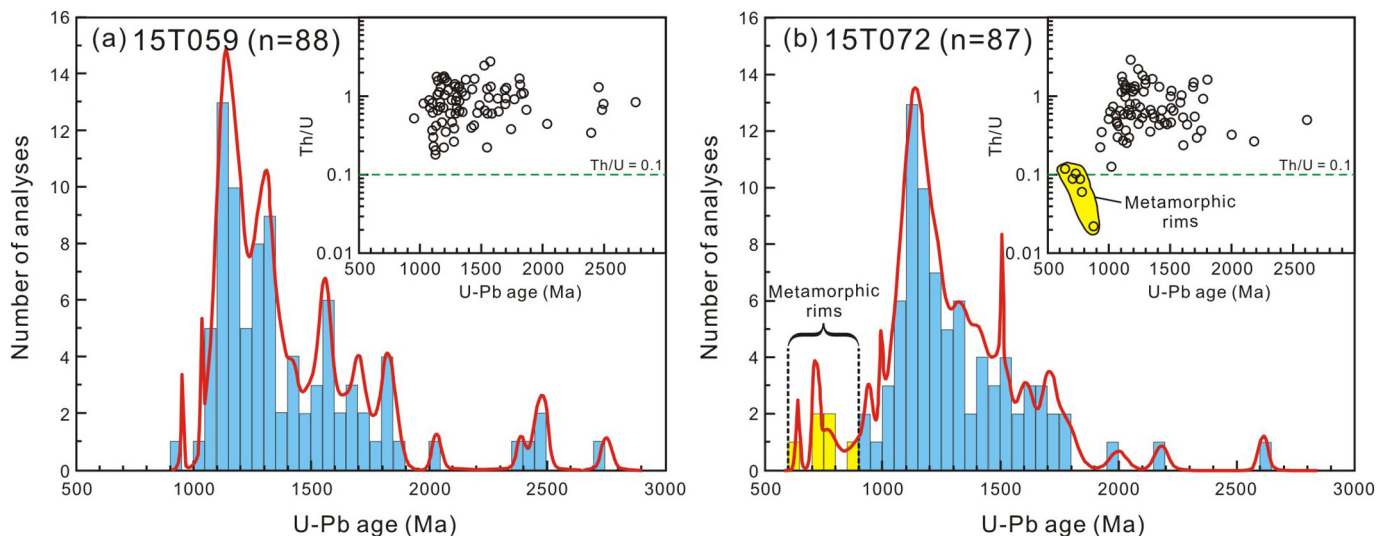 (a) 15T059 (n=88)
Number of analyses
16
14
12
10
8
6
4
2
0
500
1000
1500
2000
2500
3000
U-Pb age (Ma)
Th/U
1
0.1
0.01
Th/U = 0.1
500
1000
1500
2000
2500
U-Pb age (Ma)
(b) 15T072 (n=87)
Number of analyses
16
14
12
10
8
6
4
2
0
500
1000
1500
2000
2500
3000
U-Pb age (Ma)
Metamorphic
rims
Th/U
1
0.1
0.01
Th/U = 0.1
Metamorphic
rims
500
1000
1500
2000
2500
U-Pb age (Ma)